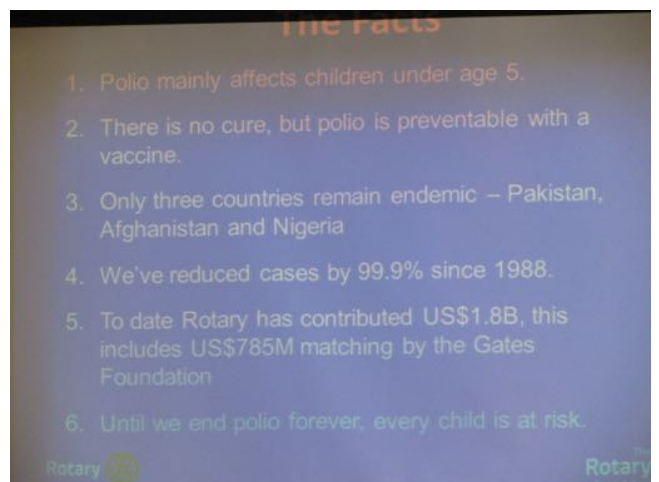 The Facts
1. Polio mainly affects children under age 5.
2. There is no cure, but polio is preventable with a
vaccine.
3. Only three countries remain endemic – Pakistan,
Afghanistan and Nigeria
4. We've reduced cases by 99.9% since 1988.
5. To date Rotary has contributed US$1.8B, this
includes US$785M matching by the Gates
Foundation
6. Until we end polio forever, every child is at risk.
Rotary
The
Rotary